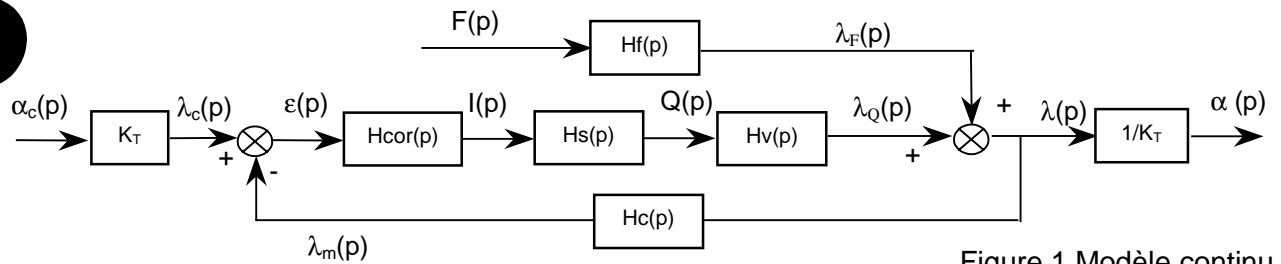 F(p)
Hf(p)
λF(p)
αc(p)
KT
λc(p)
ε(p)
Hcor(p)
I(p)
Hs(p)
Q(p)
Hv(p)
λQ(p)
λ(p)
1/KT
α (p)
+
-
+
+
Hc(p)
λm(p)
Figure 1 Modèle continu